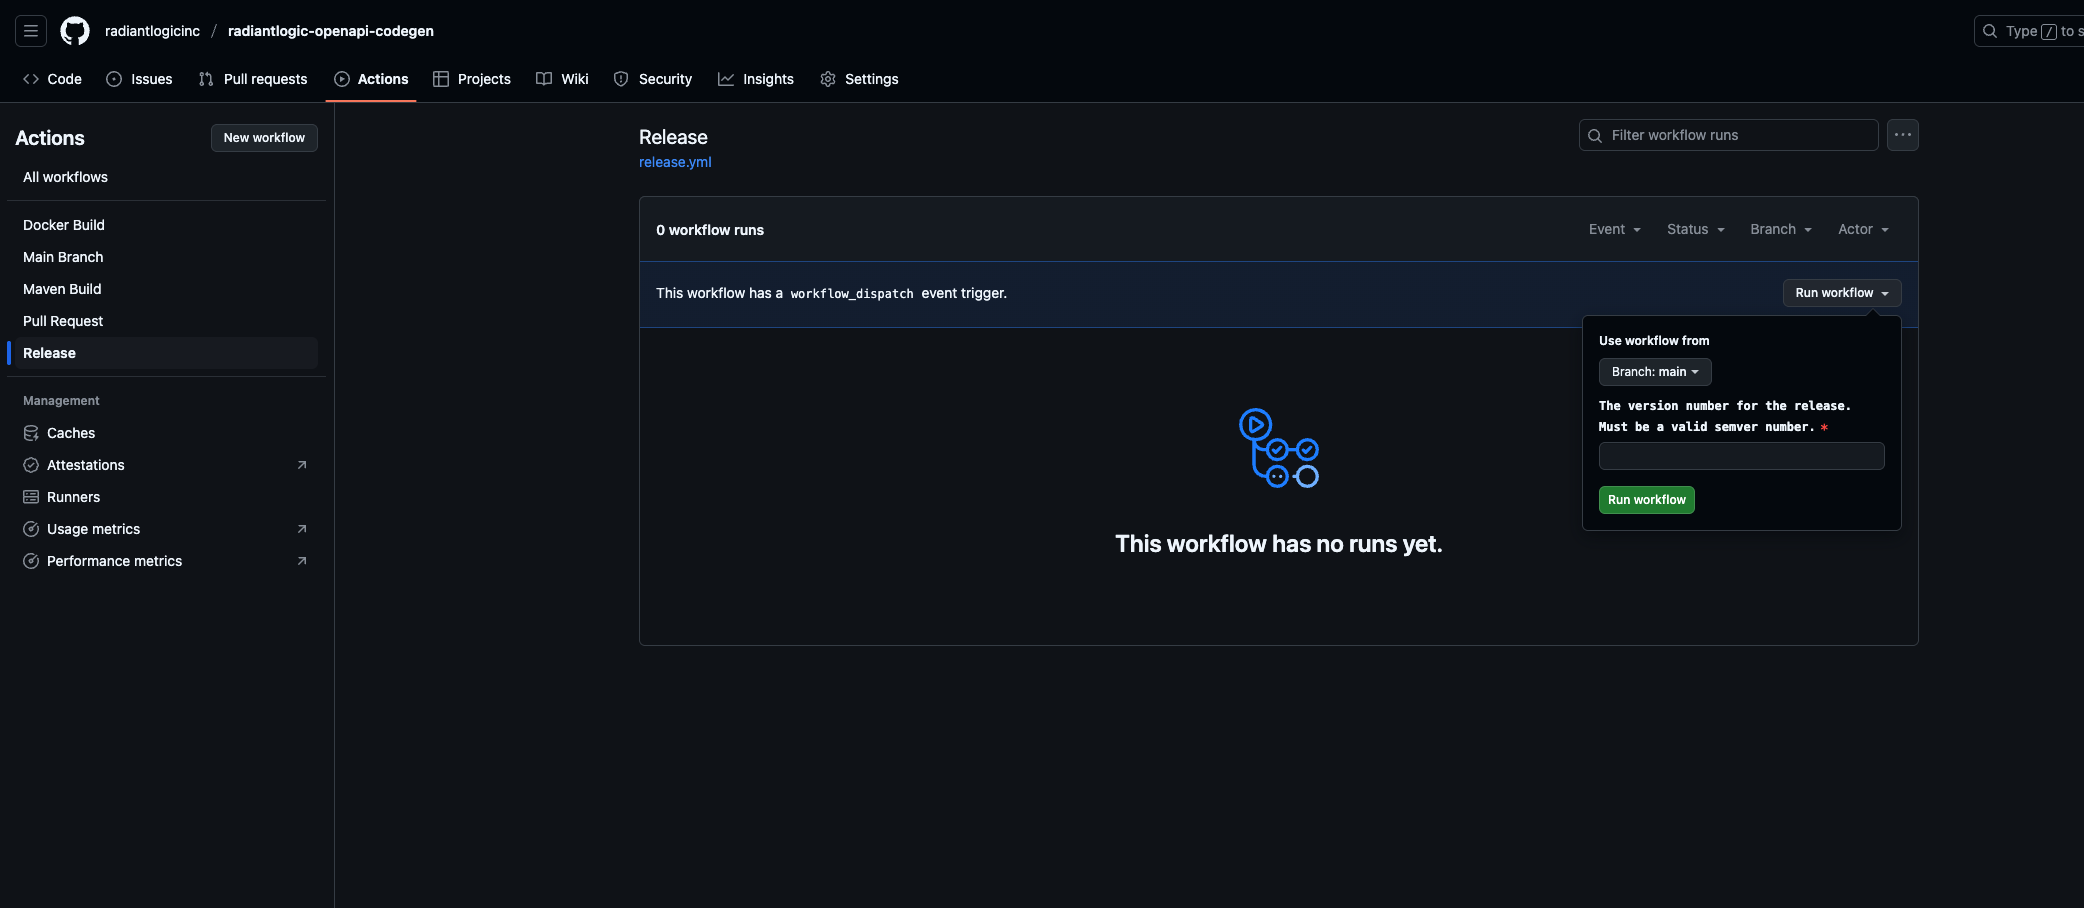 radiantlogicinc / radiantlogic-openapi-codegen
Type / to s
Code Issues Pull requests Actions Projects Wiki Security Insights Settings
Actions
New workflow
All workflows
Docker Build
Main Branch
Maven Build
Pull Request
Release
Management
Caches
Attestations
Runners
Usage metrics
Performance metrics
Release
release.yml
Filter workflow runs
0 workflow runs
Event Status Branch Actor
This workflow has a workflow_dispatch event trigger.
Run workflow
Use workflow from
Branch: main
The version number for the release.
Must be a valid semver number. *
Run workflow
This workflow has no runs yet.